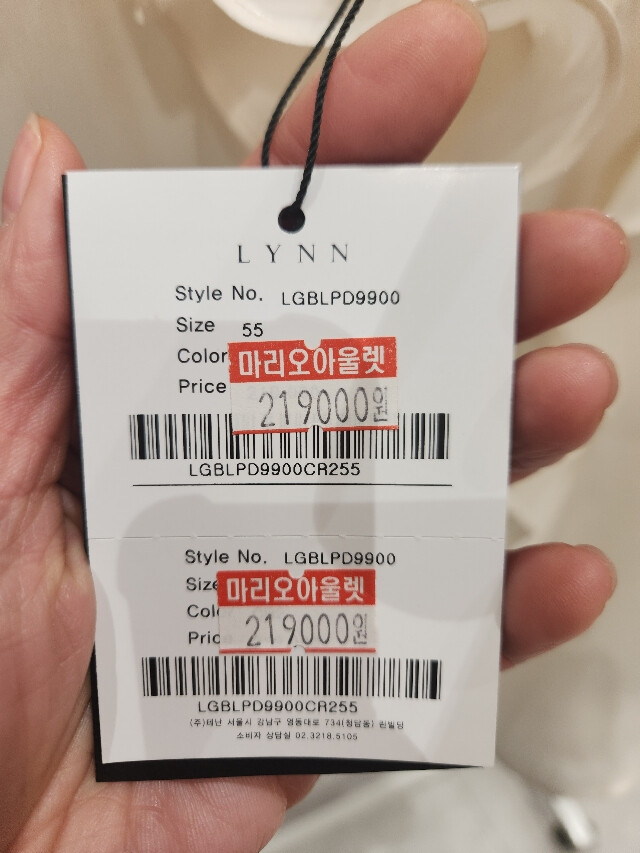 LYNN
Style No. LGBLPD9900
Size 55
Color
마리오아울렛
Price
219000원
LGBLPD9900CR255
Style No. LGBLPD9900
Size
마리오아울렛
Col
Pric
219000원
LGBLPD9900CR255
(주)테난 서울시 강남구 영동대로 734(청담동) 린빌딩
소비자 상담실 02.3218.5105